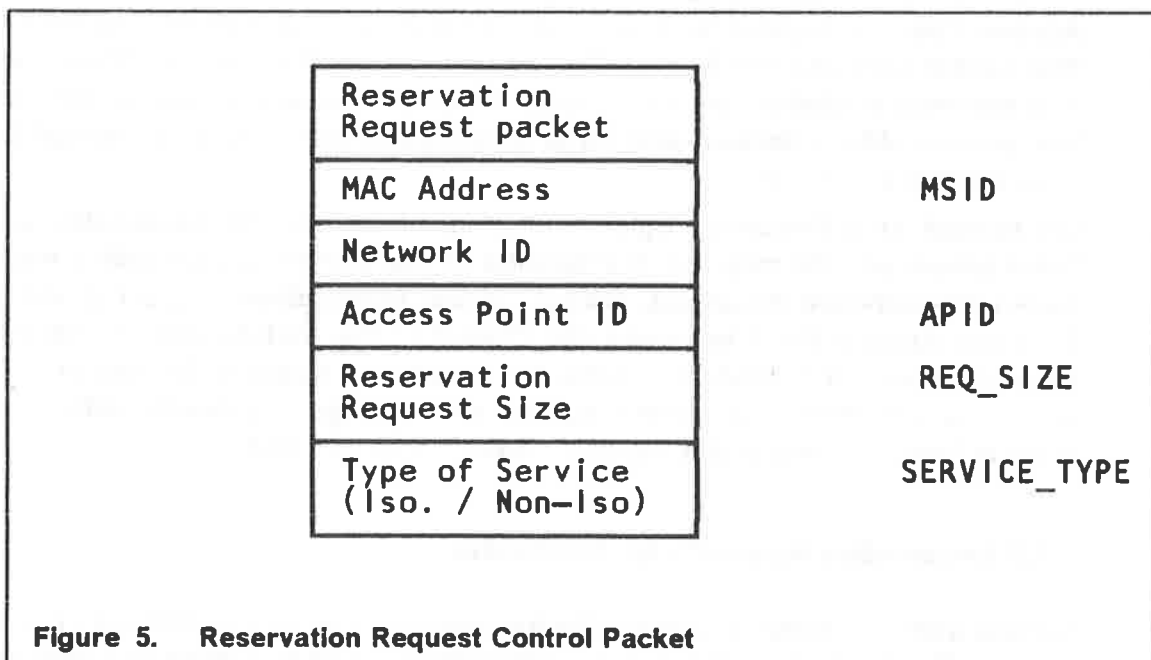 Reservation
Request packet
MAC Address MSID
Network ID
Access Point ID APID
Reservation REQ_SIZE
Request Size
Type of Service SERVICE_TYPE
(Iso. / Non-Iso)
Figure 5. Reservation Request Control Packet